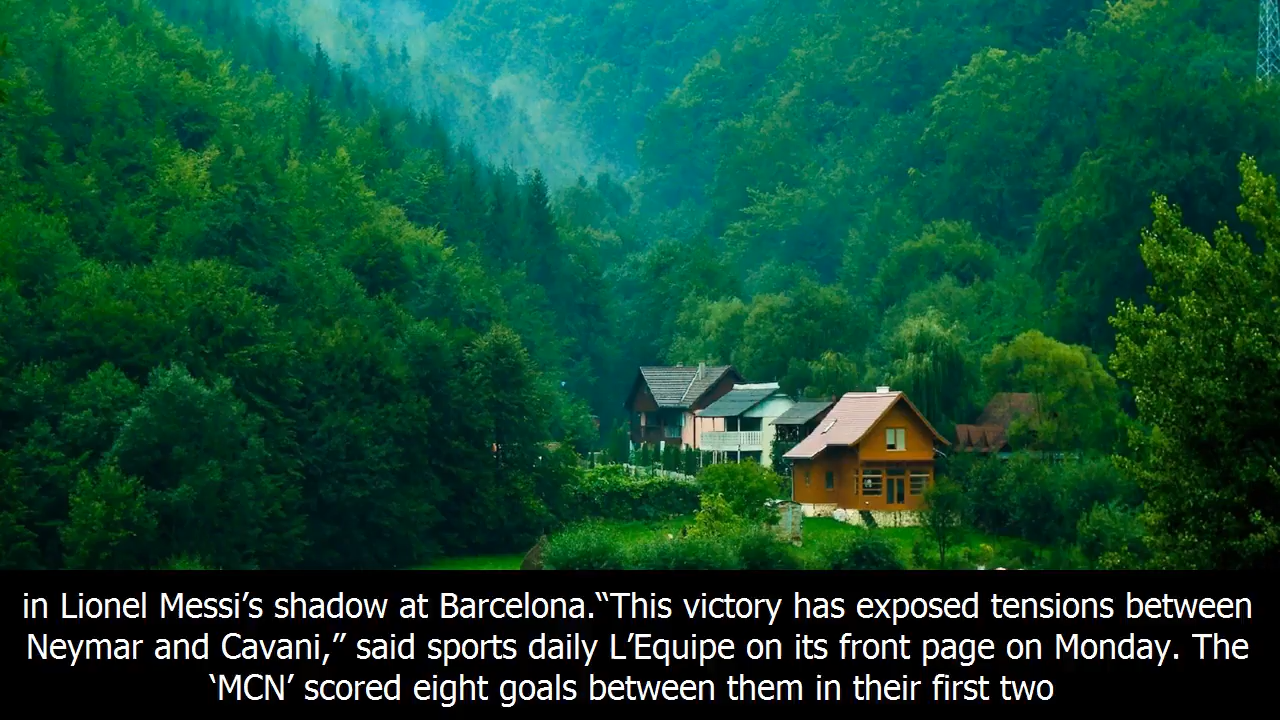 in Lionel Messi’s shadow at Barcelona.“This victory has exposed tensions between
Neymar and Cavani,” said sports daily L’Equipe on its front page on Monday. The
‘MCN’ scored eight goals between them in their first two